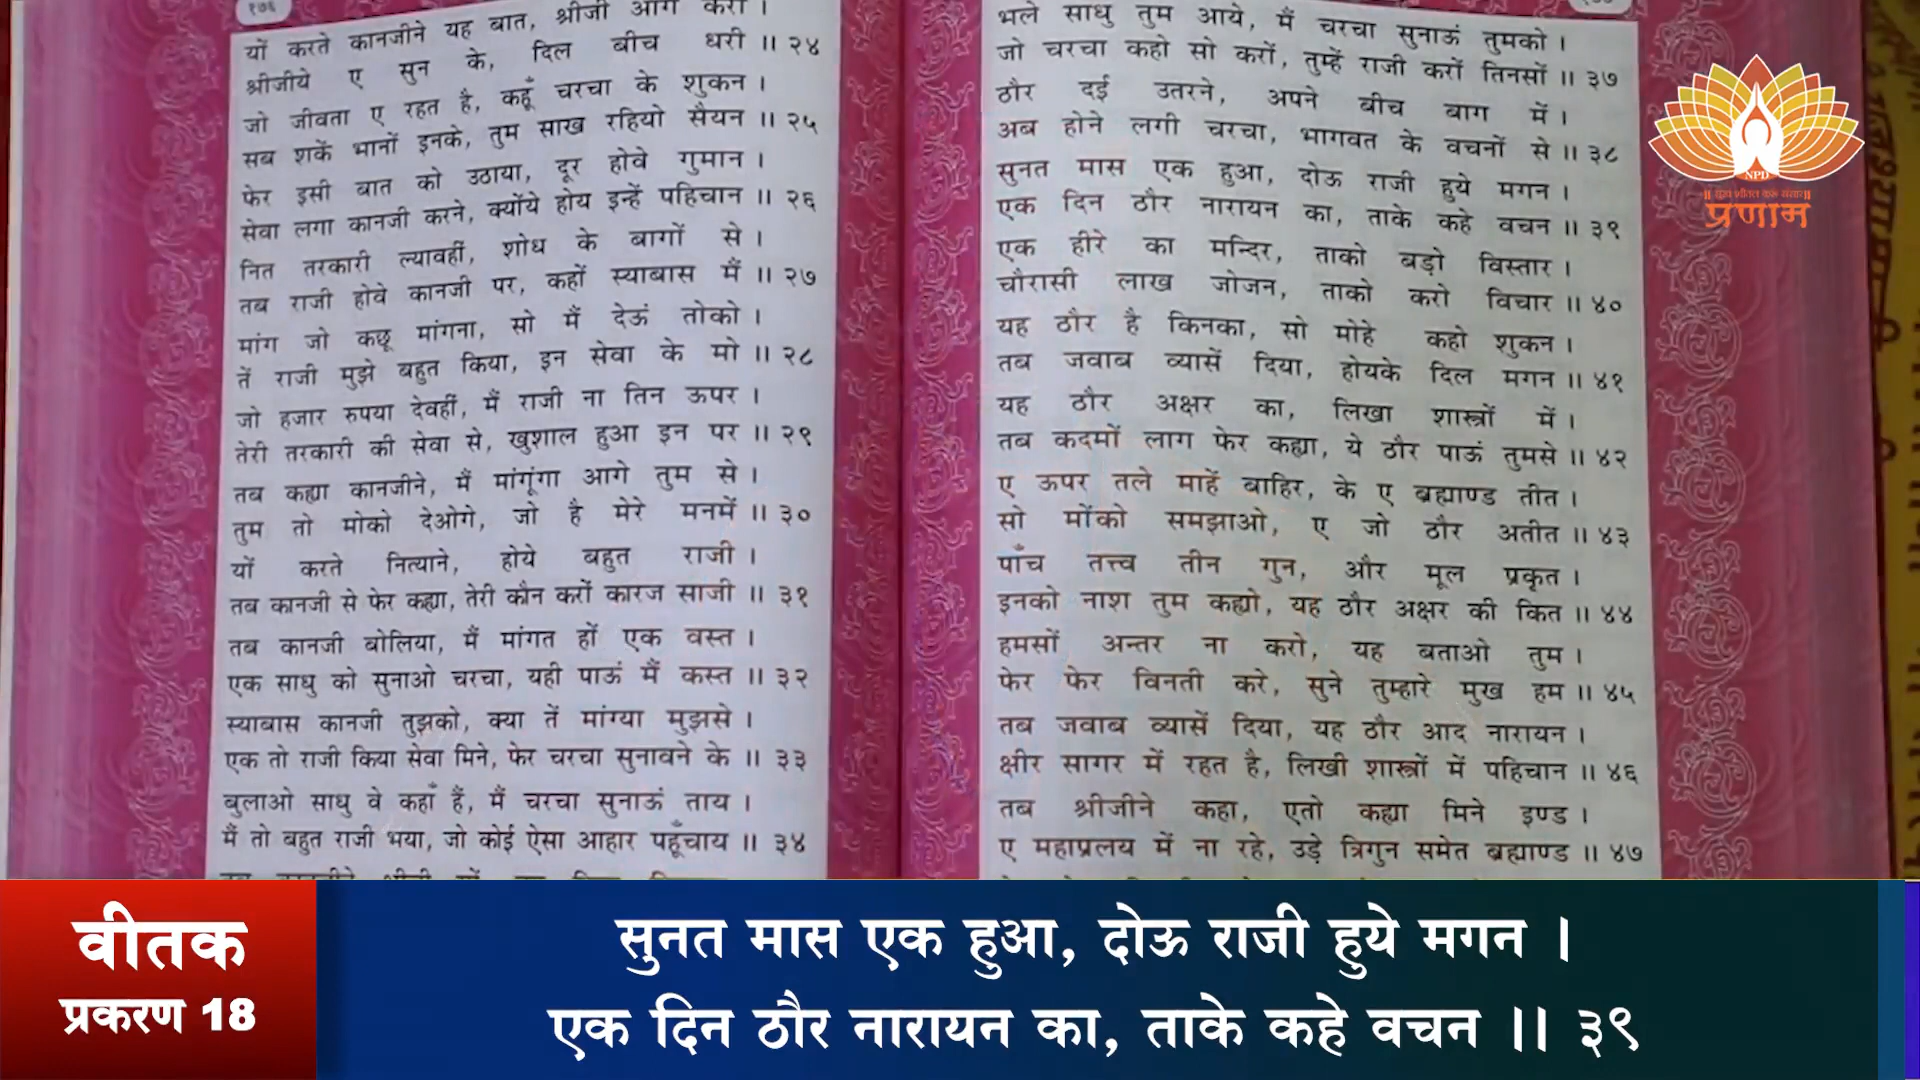 १७६
यों करते कानजीने यह बात, श्रीजी आगे करी ।
श्रीजीये ए सुन के, दिल बीच धरी ॥ २४
जो जीवता ए रहत है, कहूँ चरचा के शुकन ।
सब शकें भानों इनके, तुम साख रहियो सैयन ॥ २५
फेर इसी बात को उठाया, दूर होवे गुमान ।
सेवा लगा कानजी करने, क्योंये होय इन्हें पहिचान ॥ २६
नित तरकारी ल्यावहीं, शोध के बागों से ।
तब राजी होवे कानजी पर, कहों स्याबास मैं ॥ २७
मांग जो कछू मांगना, सो मैं देऊं तोको ।
तें राजी मुझे बहुत किया, इन सेवा के मो ॥ २८
जो हजार रुपया देवहीं, मैं राजी ना तिन ऊपर ।
तेरी तरकारी की सेवा से, खुशाल हुआ इन पर ॥ २९
तब कह्या कानजीने, मैं मांगूंगा आगे तुम से ।
तुम तो मोको देओगे, जो है मेरे मनमें ॥ ३०
यों करते नित्याने, होये बहुत राजी ।
तब कानजी से फेर कह्या, तेरी कौन करों कारज साजी ॥ ३१
तब कानजी बोलिया, मैं मांगत हों एक वस्त ।
एक साधु को सुनाओ चरचा, यही पाऊं मैं कस्त ॥ ३२
स्याबास कानजी तुझको, क्या तें मांग्या मुझसे ।
एक तो राजी किया सेवा मिने, फेर चरचा सुनावने के ॥ ३३
बुलाओ साधु वे कहाँ हैं, मैं चरचा सुनाऊं ताय ।
मैं तो बहुत राजी भया, जो कोई ऐसा आहार पहूँचाय ॥ ३४
भले साधु तुम आये, मैं चरचा सुनाऊं तुमको ।
जो चरचा कहो सो करों, तुम्हें राजी करों तिनसों ॥ ३७
ठौर दई उतरने, अपने बीच बाग में ।
अब होने लगी चरचा, भागवत के वचनों से ॥ ३८
सुनत मास एक हुआ, दोऊ राजी हुये मगन ।
एक दिन ठौर नारायन का, ताके कहे वचन ॥ ३९
एक हीरे का मन्दिर, ताको बड़ो विस्तार ।
चौरासी लाख जोजन, ताको करो विचार ॥ ४०
यह ठौर है किनका, सो मोहे कहो शुकन ।
तब जवाब व्यासें दिया, होयके दिल मगन ॥ ४१
यह ठौर अक्षर का, लिखा शास्त्रों में ।
तब कदमों लाग फेर कह्या, ये ठौर पाऊं तुमसे ॥ ४२
ए ऊपर तले माहें बाहिर, के ए ब्रह्माण्ड तीत ।
सो मोंको समझाओ, ए जो ठौर अतीत ॥ ४३
पाँच तत्त्व तीन गुन, और मूल प्रकृत ।
इनको नाश तुम कह्यो, यह ठौर अक्षर की कित ॥ ४४
हमसों अन्तर ना करो, यह बताओ तुम ।
फेर फेर विनती करे, सुने तुम्हारे मुख हम ॥ ४५
तब जवाब व्यासें दिया, यह ठौर आद नारायन ।
क्षीर सागर में रहत है, लिखी शास्त्रों में पहिचान ॥ ४६
तब श्रीजीने कहा, एतो कह्या मिने इण्ड ।
ए महाप्रलय में ना रहे, उड़े त्रिगुन समेत ब्रह्माण्ड ॥ ४७
NPD
प्रणाम
वीतक
प्रकरण 18
सुनत मास एक हुआ, दोऊ राजी हुये मगन ।
एक दिन ठौर नारायन का, ताके कहे वचन ।। ३९